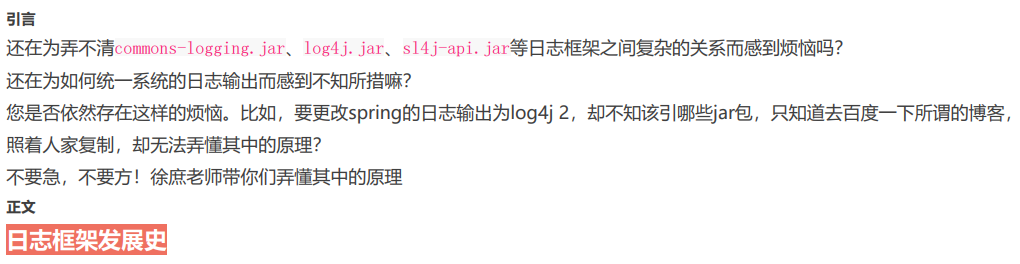 引言
还在为弄不清commons-logging.jar、log4j.jar、sl4j-api.jar等日志框架之间复杂的关系而感到烦恼吗？
还在为如何统一系统的日志输出而感到不知所措嘛？
您是否依然存在这样的烦恼。比如，要更改spring的日志输出为log4j 2，却不知该引哪些jar包，只知道去百度一下所谓的博客，
照着人家复制，却无法弄懂其中的原理？
不要急，不要方！徐庶老师带你们弄懂其中的原理
正文
日志框架发展史